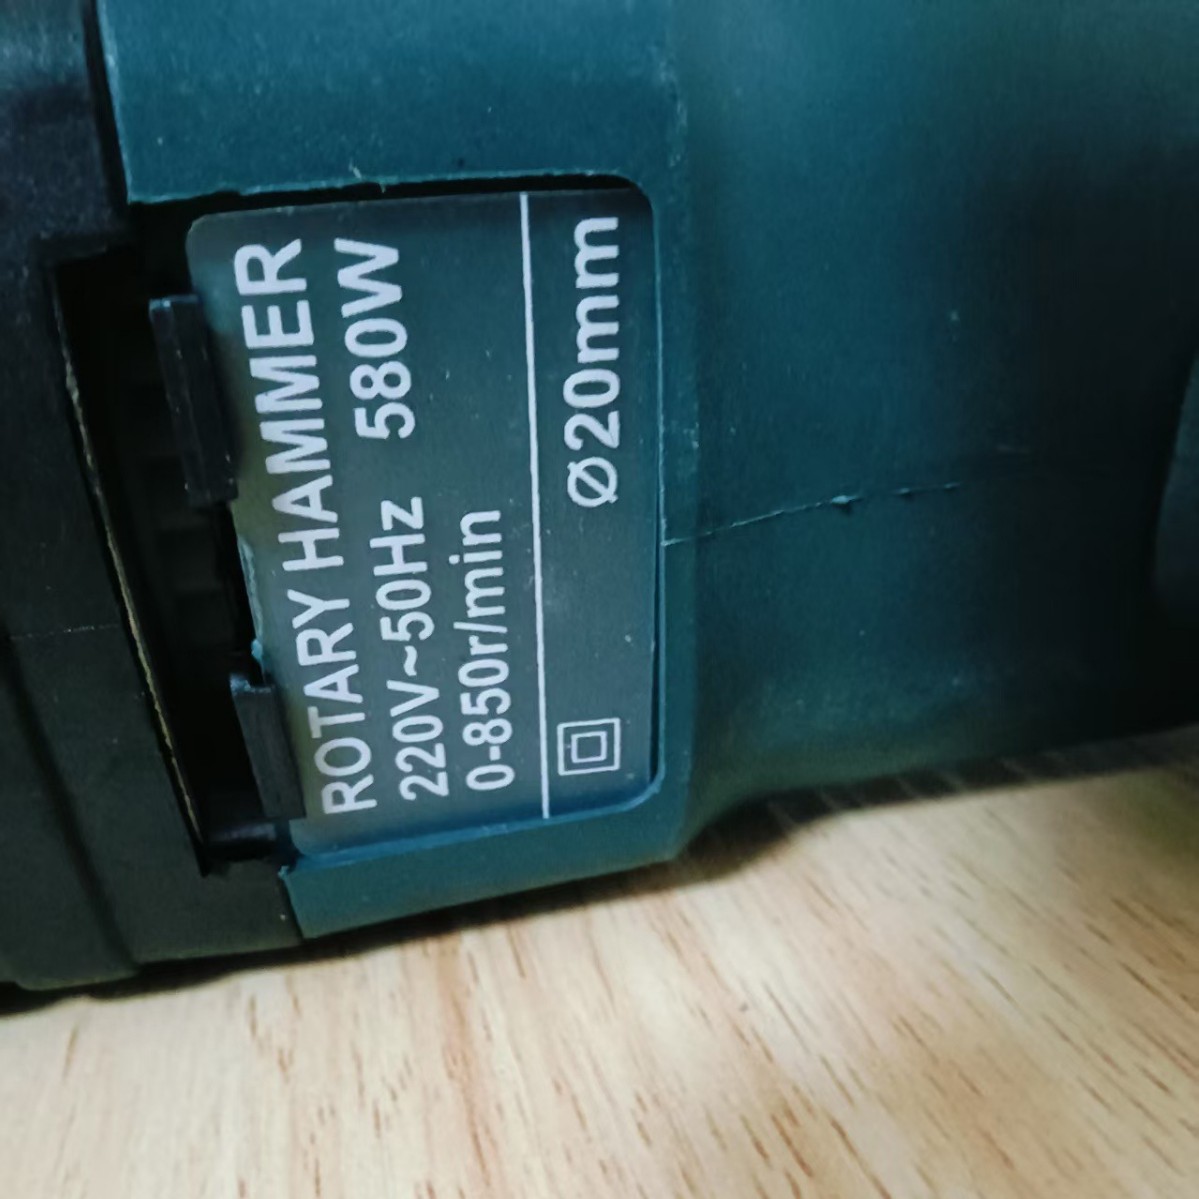 ROTARY HAMMER
220V~50Hz 580W
0-850r/min
Ø20mm